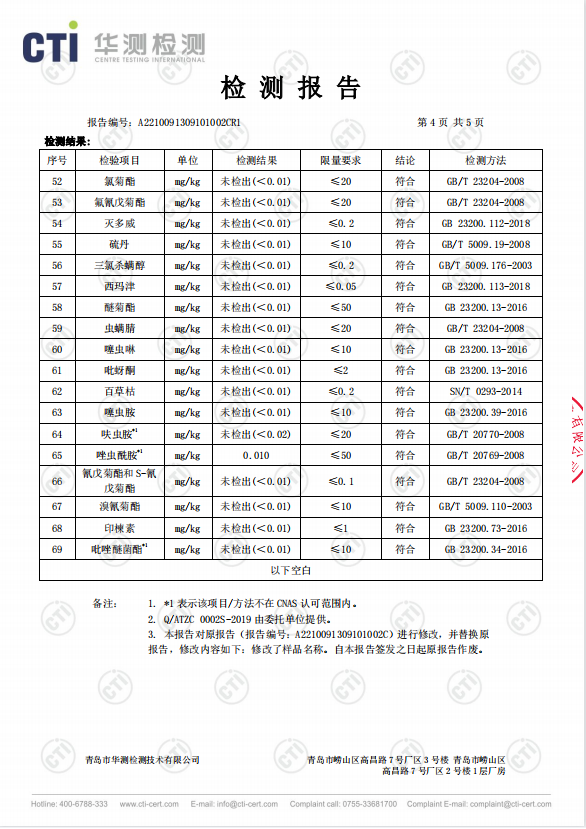 CTI 华测检测
CENTRE TESTING INTERNATIONAL
检测报告
报告编号：A2210091309101002CR1 第 4 页 共 5 页
检测结果：
序号 检验项目 单位 检测结果 限量要求 结论 检测方法
52 氯菊酯 mg/kg 未检出(＜0.01) ≤20 符合 GB/T 23204-2008
53 氟氰戊菊酯 mg/kg 未检出(＜0.01) ≤20 符合 GB/T 23204-2008
54 灭多威 mg/kg 未检出(＜0.01) ≤0.2 符合 GB 23200.112-2018
55 硫丹 mg/kg 未检出(＜0.01) ≤10 符合 GB/T 5009.19-2008
56 三氯杀螨醇 mg/kg 未检出(＜0.01) ≤0.2 符合 GB/T 5009.176-2003
57 西玛津 mg/kg 未检出(＜0.01) ≤0.05 符合 GB 23200.113-2018
58 醚菊酯 mg/kg 未检出(＜0.01) ≤50 符合 GB 23200.13-2016
59 虫螨腈 mg/kg 未检出(＜0.01) ≤20 符合 GB/T 23204-2008
60 噻虫啉 mg/kg 未检出(＜0.01) ≤10 符合 GB 23200.13-2016
61 吡蚜酮 mg/kg 未检出(＜0.01) ≤2 符合 GB 23200.13-2016
62 百草枯 mg/kg 未检出(＜0.01) ≤0.2 符合 SN/T 0293-2014
63 噻虫胺 mg/kg 未检出(＜0.01) ≤10 符合 GB 23200.39-2016
64 呋虫胺*1 mg/kg 未检出(＜0.02) ≤20 符合 GB/T 20770-2008
65 唑虫酰胺*1 mg/kg 0.010 ≤50 符合 GB/T 20769-2008
66 氰戊菊酯和 S-氰戊菊酯 mg/kg 未检出(＜0.01) ≤0.1 符合 GB/T 23204-2008
67 溴氰菊酯 mg/kg 未检出(＜0.01) ≤10 符合 GB/T 5009.110-2003
68 印楝素 mg/kg 未检出(＜0.01) ≤1 符合 GB 23200.73-2016
69 吡唑醚菌酯*1 mg/kg 未检出(＜0.01) ≤10 符合 GB 23200.34-2016
以下空白
备注： 1. *1 表示该项目/方法不在 CNAS 认可范围内。
2. Q/ATZC 0002S-2019 由委托单位提供。
3. 本报告对原报告（报告编号：A2210091309101002C）进行修改，并替换原
报告，修改内容如下：修改了样品名称。自本报告签发之日起原报告作废。
青岛市华测检测技术有限公司 青岛市崂山区高昌路 7 号厂区 3 号楼 青岛市崂山区
高昌路 7 号厂区 2 号楼 1 层厂房
Hotline: 400-6788-333 www.cti-cert.com E-mail: info@cti-cert.com Complaint call: 0755-33681700 Complaint E-mail: complaint@cti-cert.com
有限公